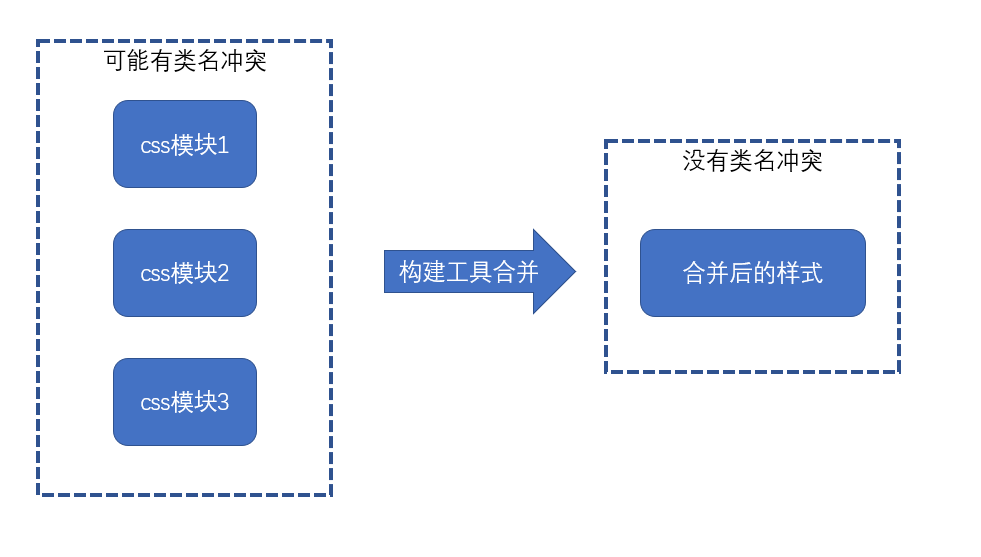 可能有类名冲突
css模块1
css模块2
css模块3
构建工具合并
没有类名冲突
合并后的样式